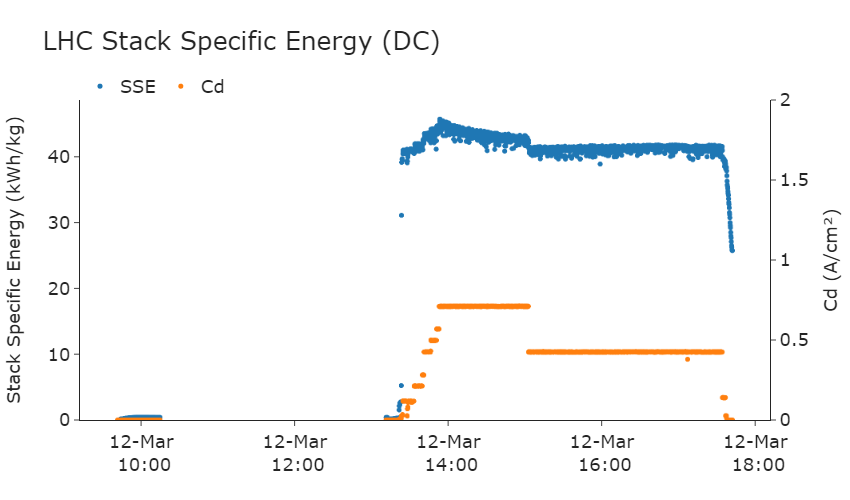 LHC Stack Specific Energy (DC)
SSE
Cd
Stack Specific Energy (kWh/kg)
40
30
20
10
0
2
1.5
1
0.5
0
Cd (A/cm²)
12-Mar
10:00
12-Mar
12:00
12-Mar
14:00
12-Mar
16:00
12-Mar
18:00